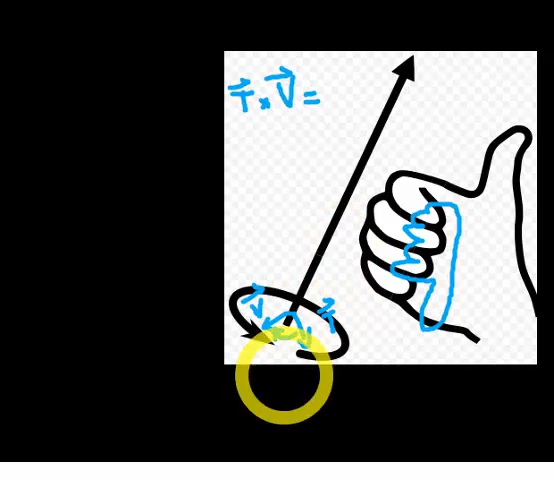 r⃗ × v⃗ =
v⃗ r⃗